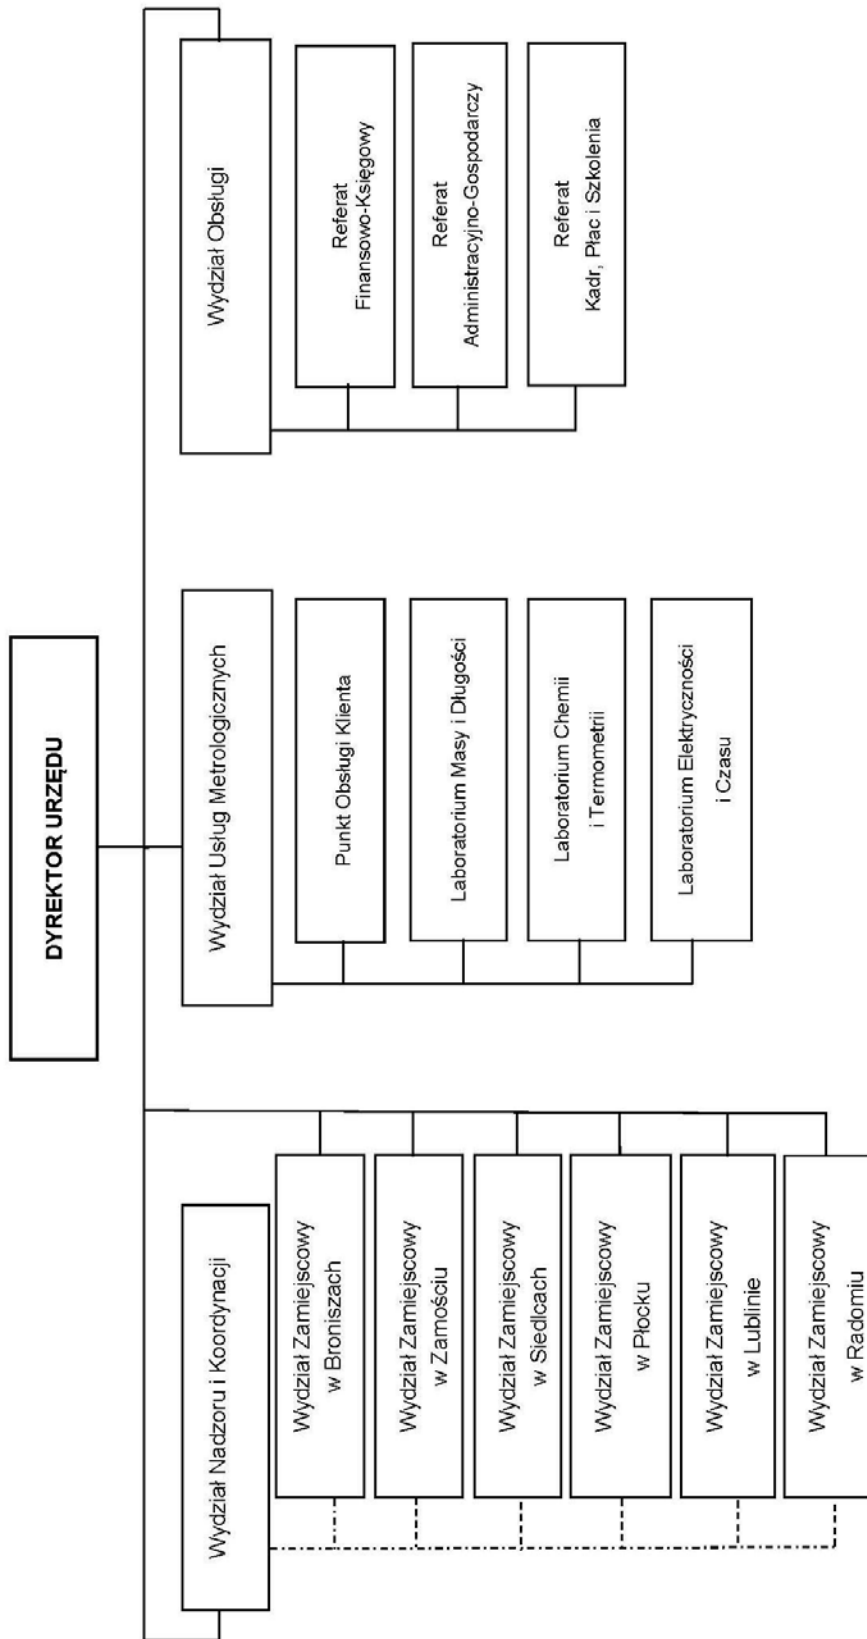 DYREKTOR URZĘDU
Wydział Nadzoru i Koordynacji
Wydział Zamiejscowy
w Broniszach
Wydział Zamiejscowy
w Zamościu
Wydział Zamiejscowy
w Siedlcach
Wydział Zamiejscowy
w Płocku
Wydział Zamiejscowy
w Lublinie
Wydział Zamiejscowy
w Radomiu
Wydział Usług Metrologicznych
Punkt Obsługi Klienta
Laboratorium Masy i Długości
Laboratorium Chemii
i Termometrii
Laboratorium Elektryczności
i Czasu
Wydział Obsługi
Referat
Finansowo-Księgowy
Referat
Administracyjno-Gospodarczy
Referat
Kadr, Płac i Szkolenia